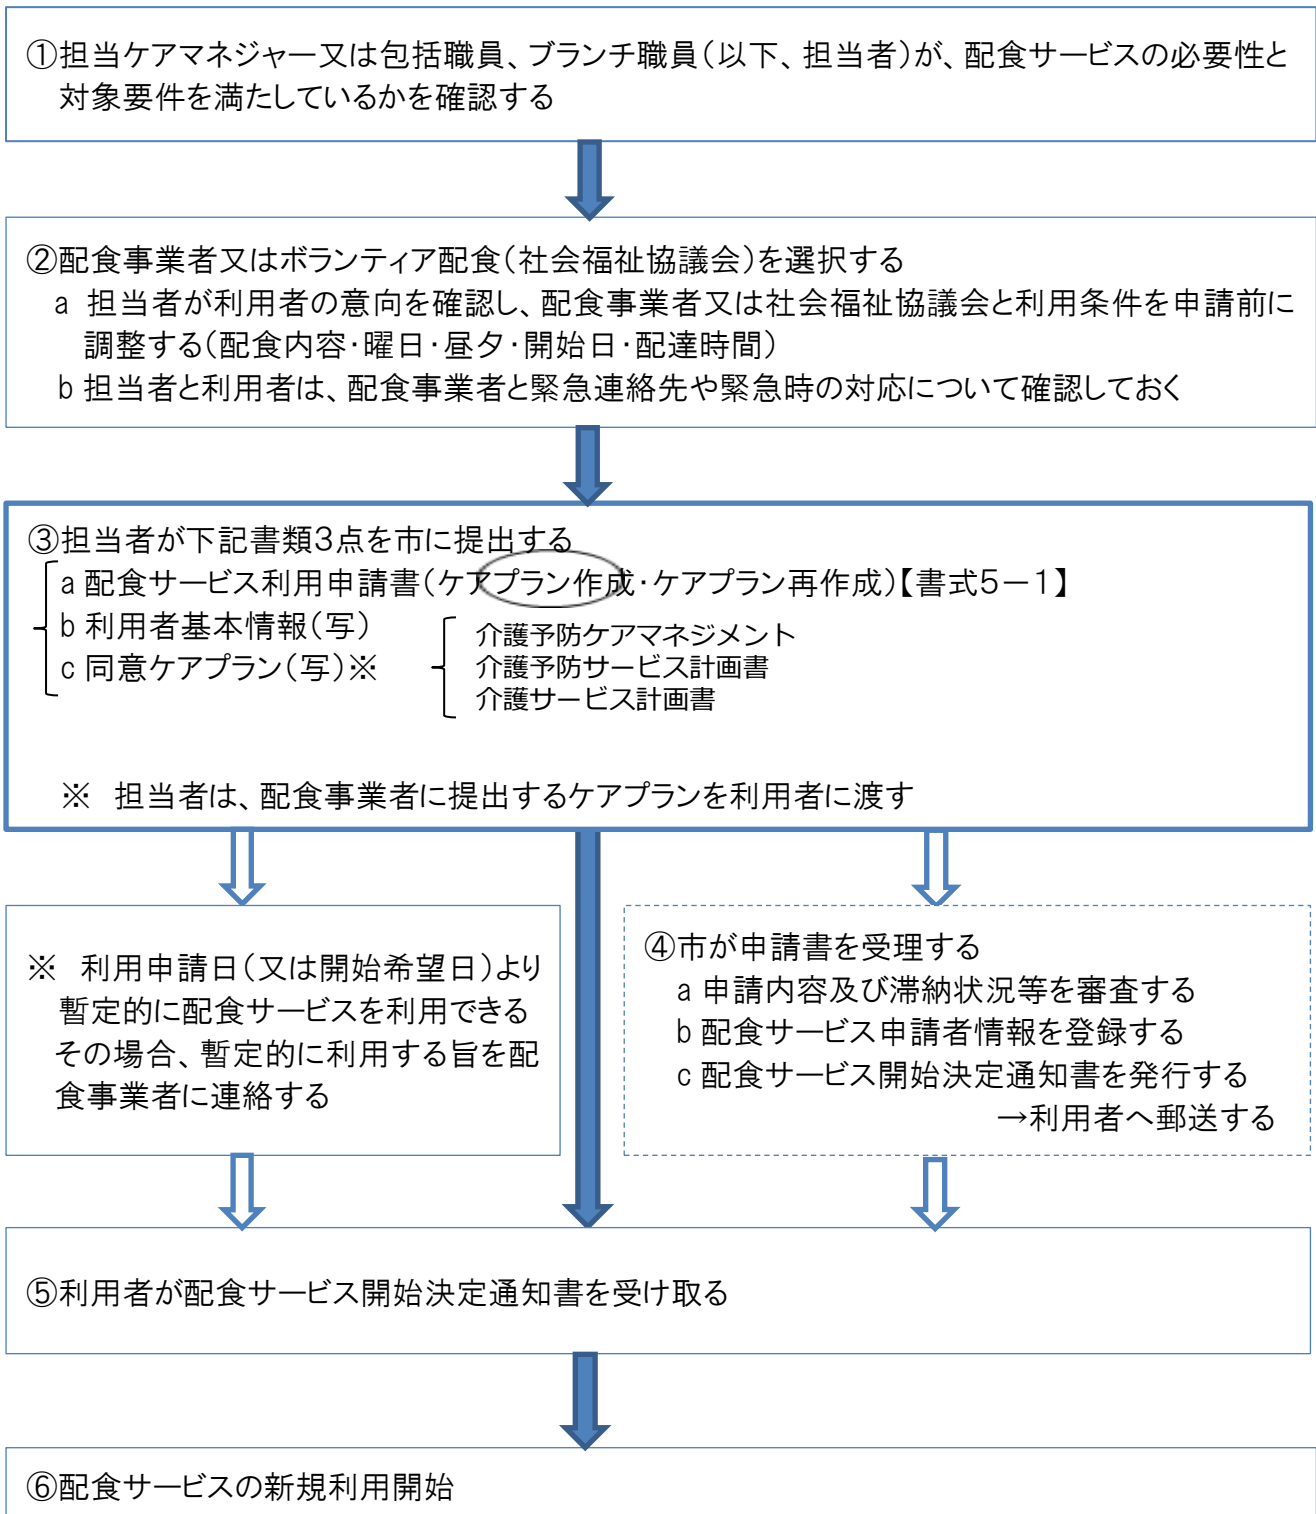 ①担当ケアマネジャー又は包括職員、ブランチ職員(以下、担当者)が、配食サービスの必要性と
対象要件を満たしているかを確認する
②配食事業者又はボランティア配食(社会福祉協議会)を選択する
a 担当者が利用者の意向を確認し、配食事業者又は社会福祉協議会と利用条件を申請前に
調整する(配食内容・曜日・昼夕・開始日・配達時間)
b 担当者と利用者は、配食事業者と緊急連絡先や緊急時の対応について確認しておく
③担当者が下記書類3点を市に提出する
a 配食サービス利用申請書(ケアプラン作成・ケアプラン再作成)【書式5-1】
b 利用者基本情報(写)
c 同意ケアプラン(写)※
介護予防ケアマネジメント
介護予防サービス計画書
介護サービス計画書
※ 担当者は、配食事業者に提出するケアプランを利用者に渡す
※ 利用申請日(又は開始希望日)より
暫定的に配食サービスを利用できる
その場合、暫定的に利用する旨を配
食事業者に連絡する
④市が申請書を受理する
a 申請内容及び滞納状況等を審査する
b 配食サービス申請者情報を登録する
c 配食サービス開始決定通知書を発行する
→利用者へ郵送する
⑤利用者が配食サービス開始決定通知書を受け取る
⑥配食サービスの新規利用開始